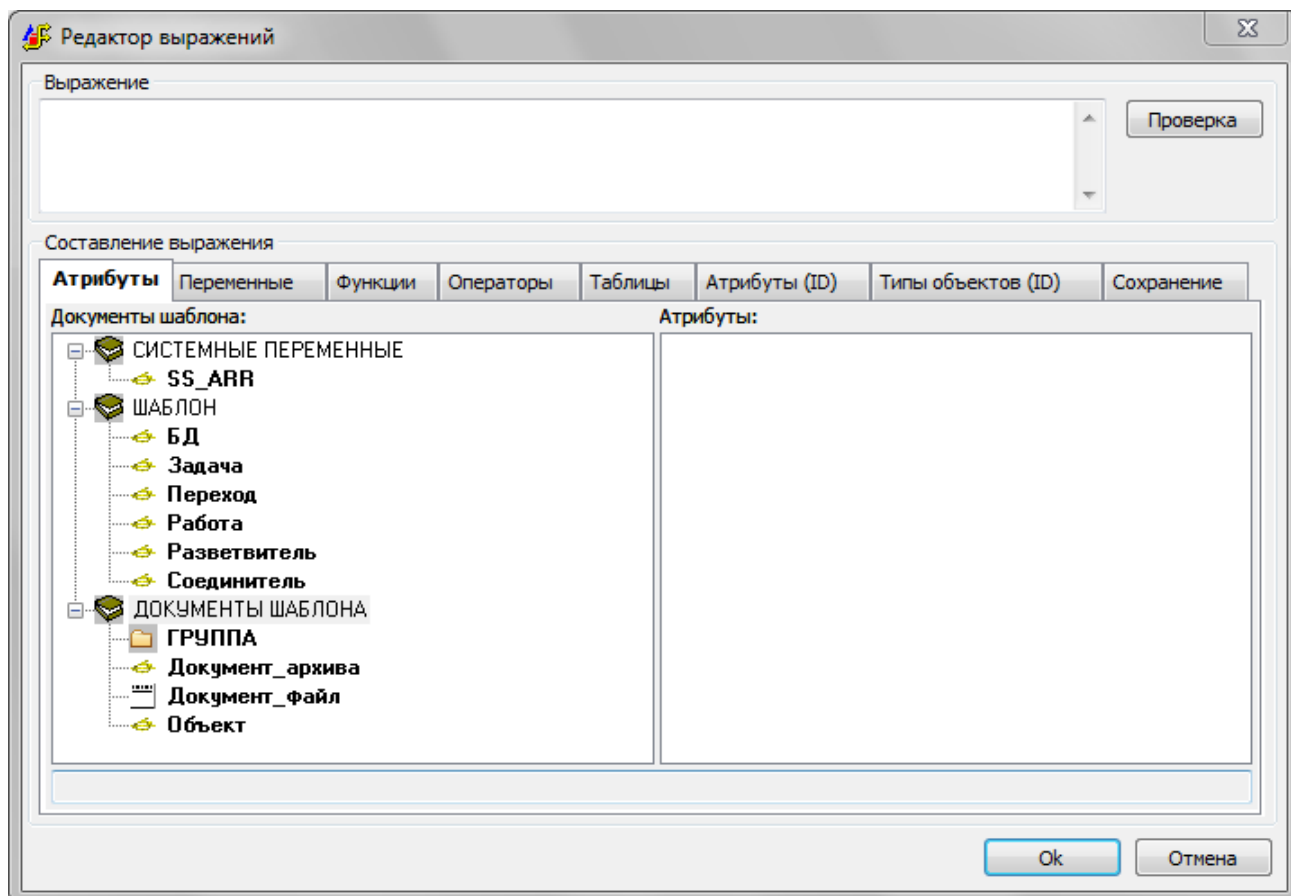 Редактор выражений
Выражение
Проверка
Составление выражения
Атрибуты Переменные Функции Операторы Таблицы Атрибуты (ID) Типы объектов (ID) Сохранение
Документы шаблона: Атрибуты:
СИСТЕМНЫЕ ПЕРЕМЕННЫЕ
SS_ARR
ШАБЛОН
БД
Задача
Переход
Работа
Разветвитель
Соединитель
ДОКУМЕНТЫ ШАБЛОНА
ГРУППА
Документ_архива
Документ_файл
Объект
Ok Отмена